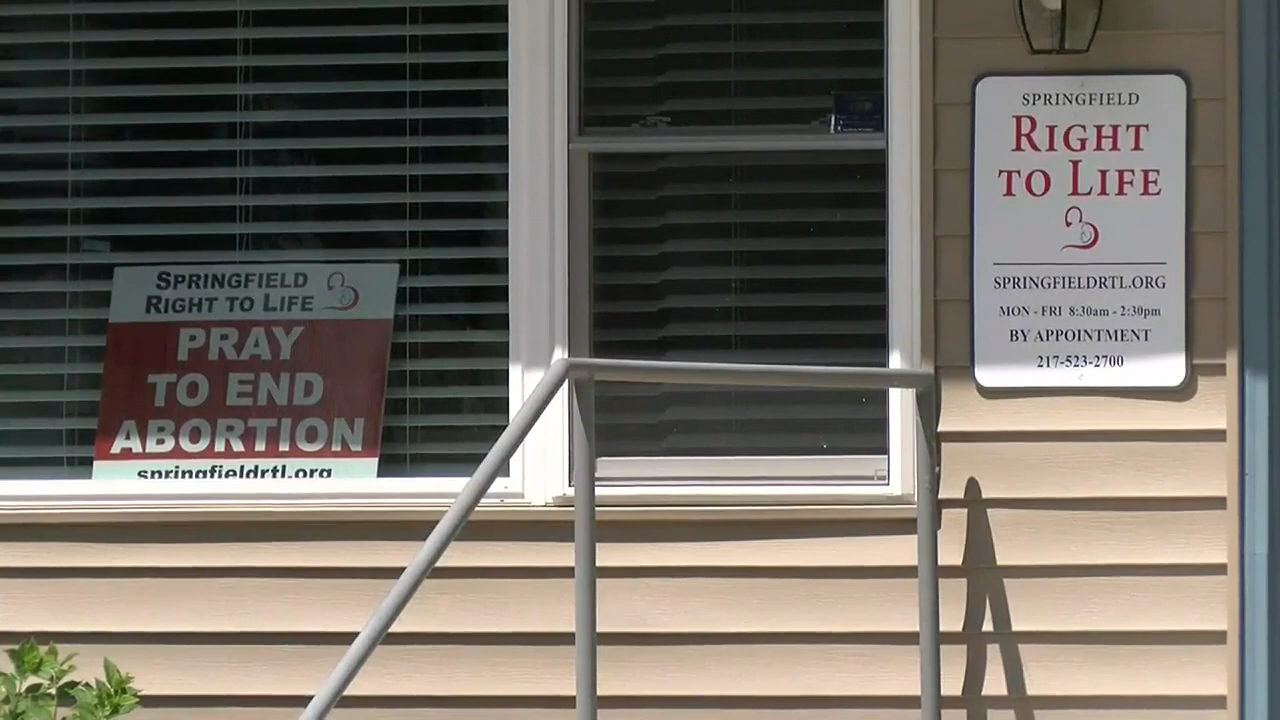 SPRINGFIELD
RIGHT TO LIFE
PRAY
TO END
ABORTION
springfieldrtl.org
SPRINGFIELD
RIGHT
TO LIFE
SPRINGFIELDRTL.ORG
MON - FRI 8:30am - 2:30pm
BY APPOINTMENT
217-523-2700